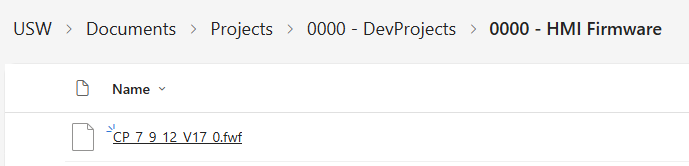 USW > Documents > Projects > 0000 - DevProjects > 0000 - HMI Firmware
Name
CP_7_9_12_V17_0.fwf